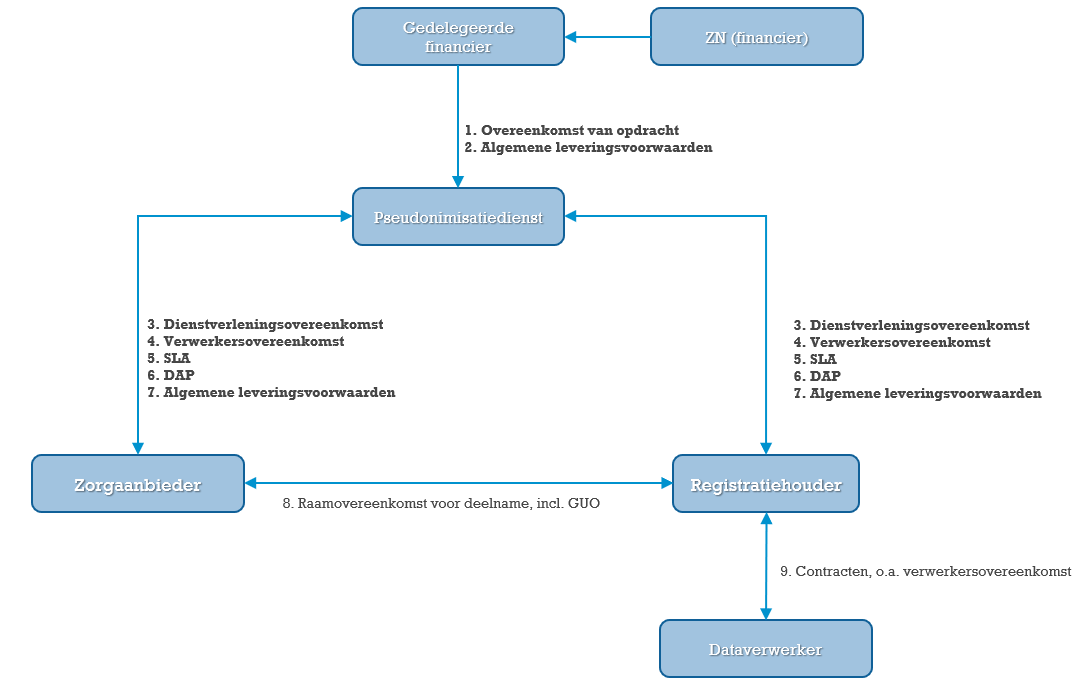 Gedelegeerde
financier
ZN (financier)
1. Overeenkomst van opdracht
2. Algemene leveringsvoorwaarden
Pseudonimisatiedienst
3. Dienstverleningsovereenkomst
4. Verwerkersovereenkomst
5. SLA
6. DAP
7. Algemene leveringsvoorwaarden
3. Dienstverleningsovereenkomst
4. Verwerkersovereenkomst
5. SLA
6. DAP
7. Algemene leveringsvoorwaarden
Zorgaanbieder
Registratiehouder
8. Raamovereenkomst voor deelname, incl. GUO
9. Contracten, o.a. verwerkersovereenkomst
Dataverwerker